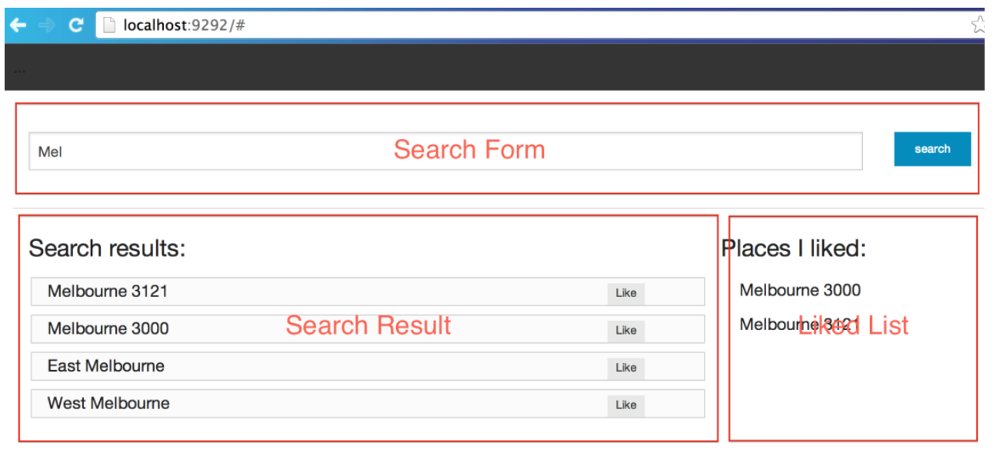 localhost:9292/#
...
Mel
Search Form
search
Search results:
Melbourne 3121 Like
Melbourne 3000 Like
East Melbourne Like
West Melbourne Like
Search Result
Places I liked:
Melbourne 3000
Melbourne 3121
Liked List